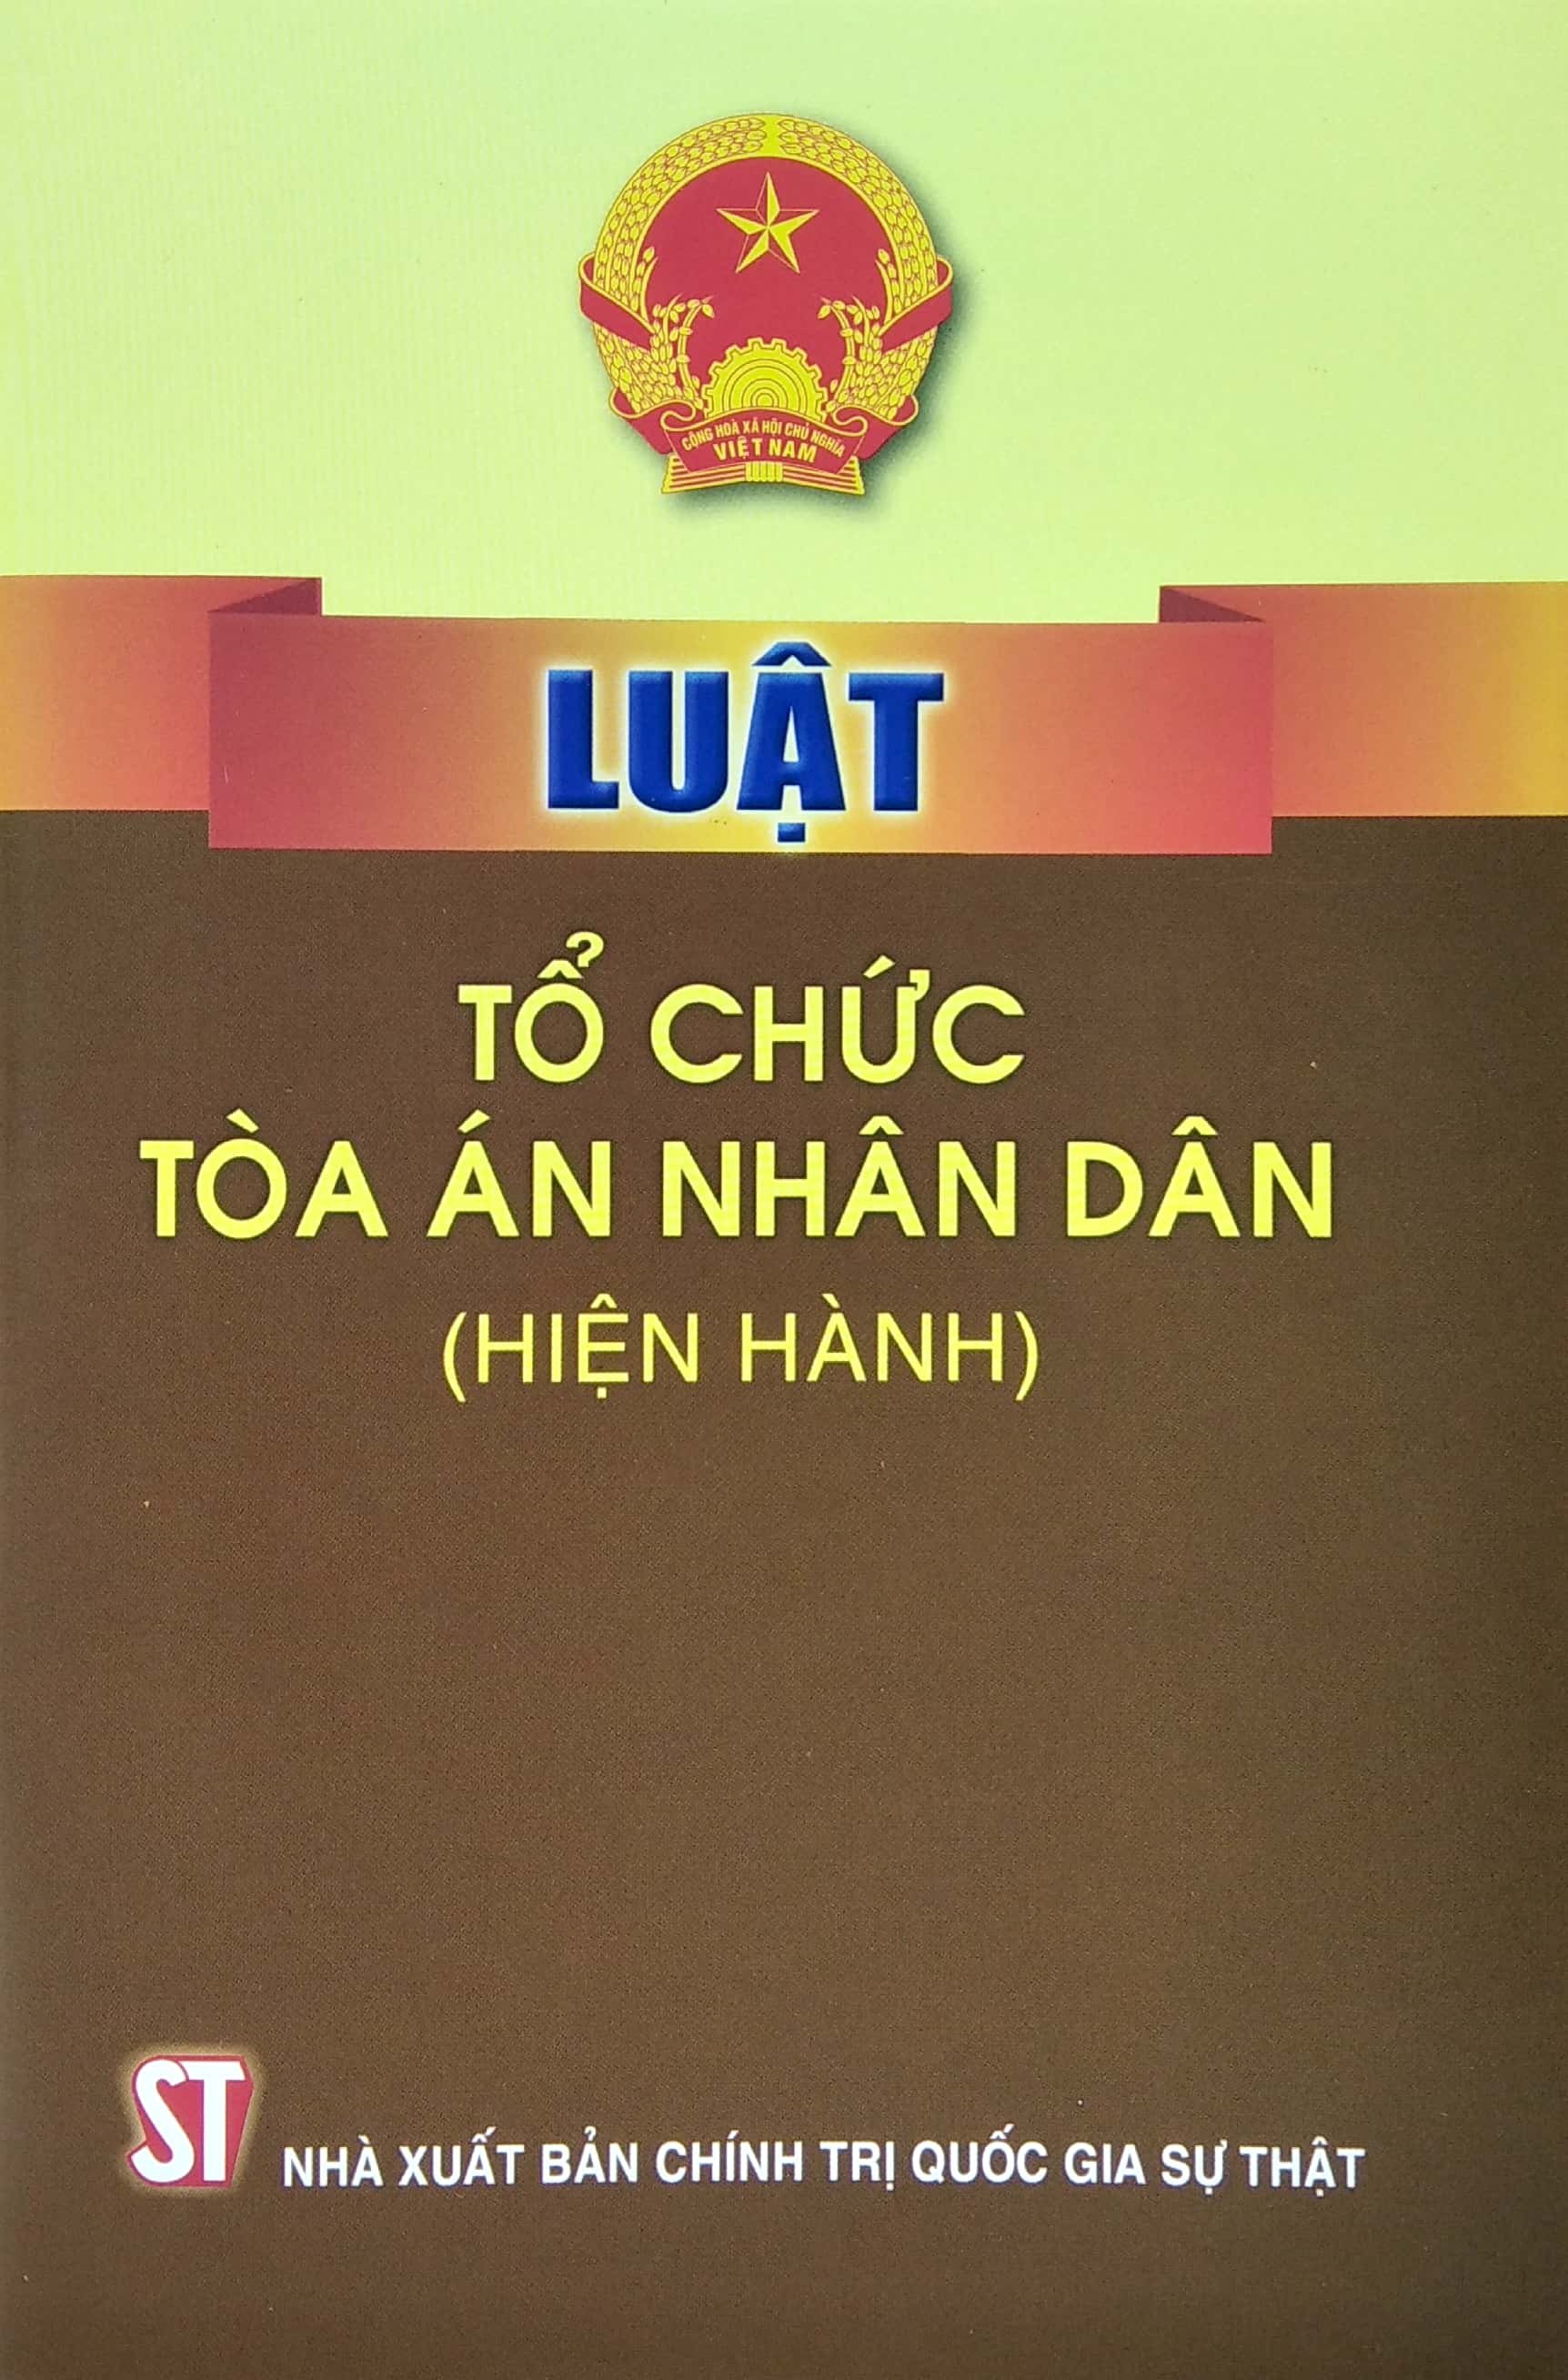 CỘNG HOÀ XÃ HỘI CHỦ NGHĨA
VIỆT NAM
LUẬT
TỔ CHỨC
TÒA ÁN NHÂN DÂN
(HIỆN HÀNH)
ST
NHÀ XUẤT BẢN CHÍNH TRỊ QUỐC GIA SỰ THẬT